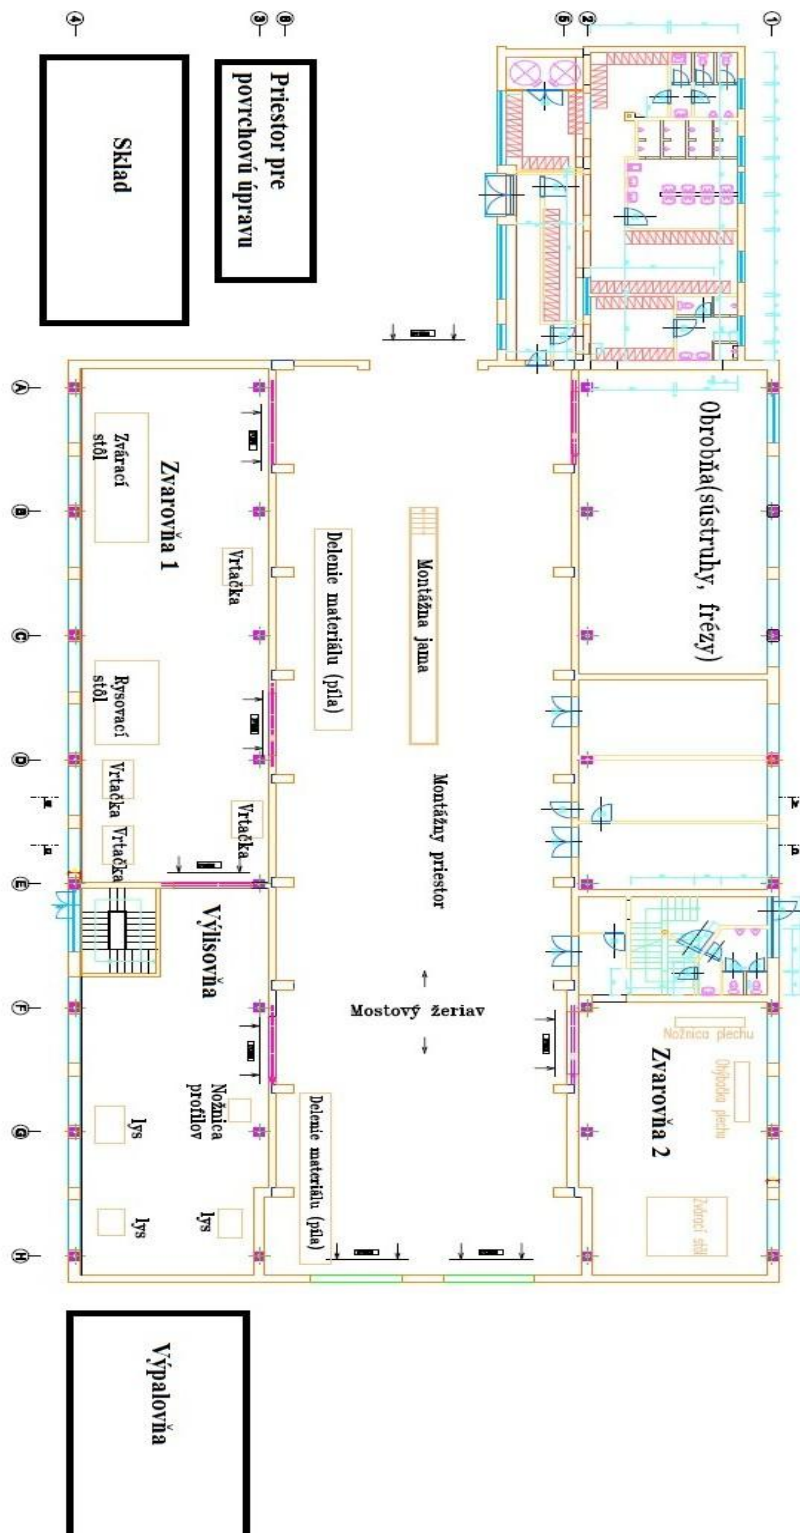 4
3
6
5
2
1
Priestor pre
povrchovú úpravu
Sklad
A
B
C
D
E
F
G
H
Obrobňa(sústruhy, frézy)
Zvárací
stôl
Zvarovňa 1
Vrtačka
Delenie materiálu (píla)
Montážna jama
Rysovací
stôl
Vrtačka
Vrtačka
Vrtačka
Montážny priestor
Výlisovňa
Mostový žeriav
Nožnica plechu
Ohýbačka plechu
Zvarovňa 2
Nožnica
profilov
lys
lys
lys
Delenie materiálu (píla)
Zvárací stôl
Výpalovňa